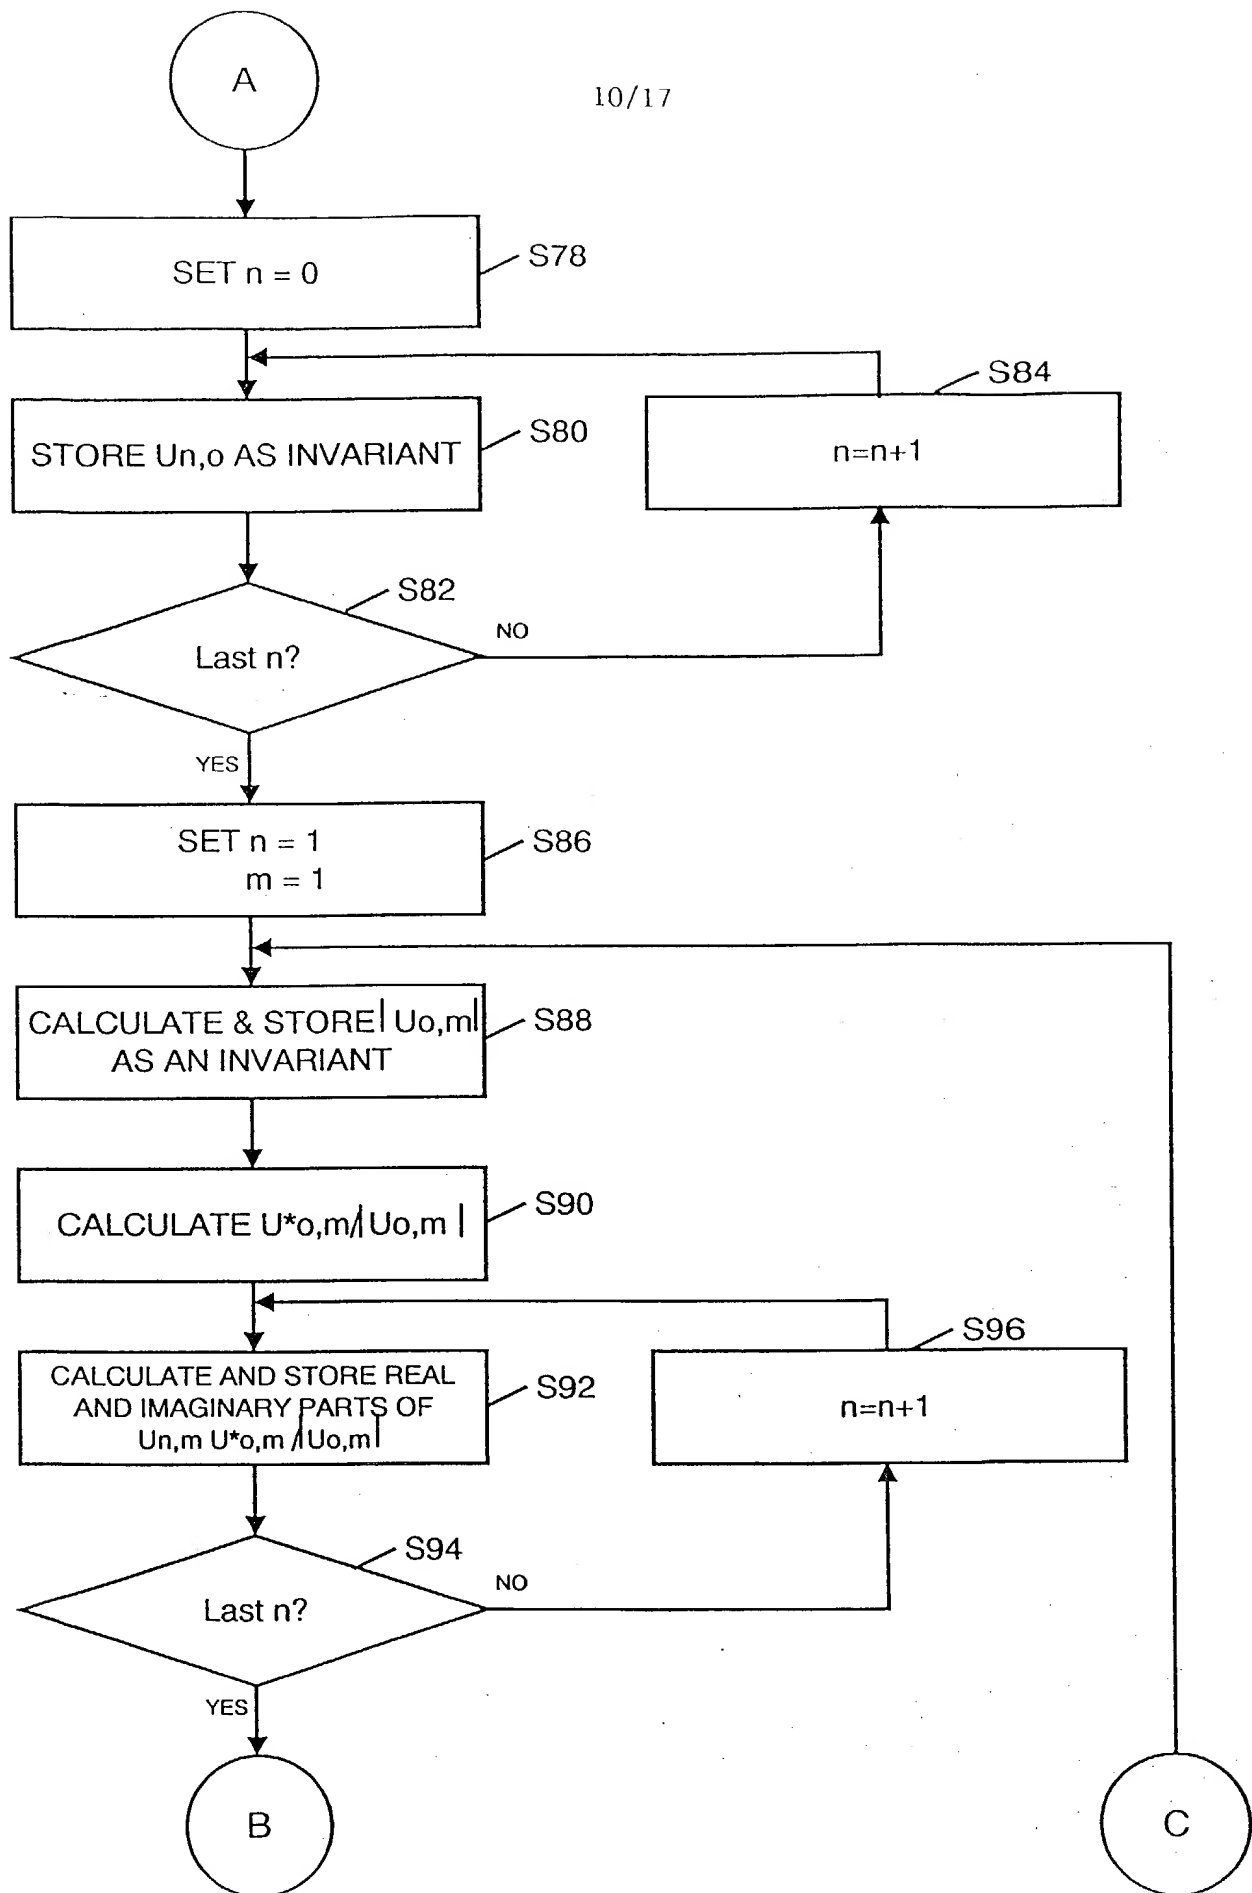 A
10/17
SET n = 0
S78
S84
STORE Un,o AS INVARIANT
S80
n=n+1
S82
Last n?
NO
YES
SET n = 1
m = 1
S86
CALCULATE & STORE | Uo,m|
AS AN INVARIANT
S88
CALCULATE U*o,m/|Uo,m |
S90
S96
CALCULATE AND STORE REAL
AND IMAGINARY PARTS OF
Un,m U*o,m /|Uo,m|
S92
n=n+1
S94
Last n?
NO
YES
B
C